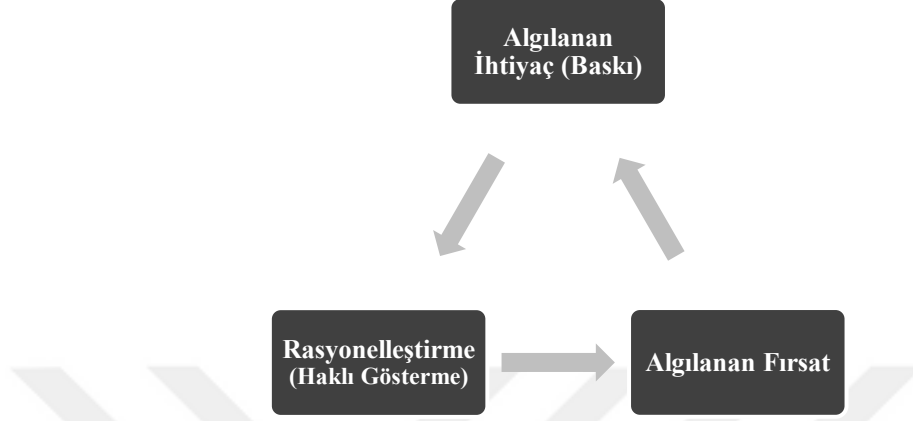 Algılanan
İhtiyaç (Baskı)
Rasyonelleştirme
(Haklı Gösterme)
Algılanan Fırsat